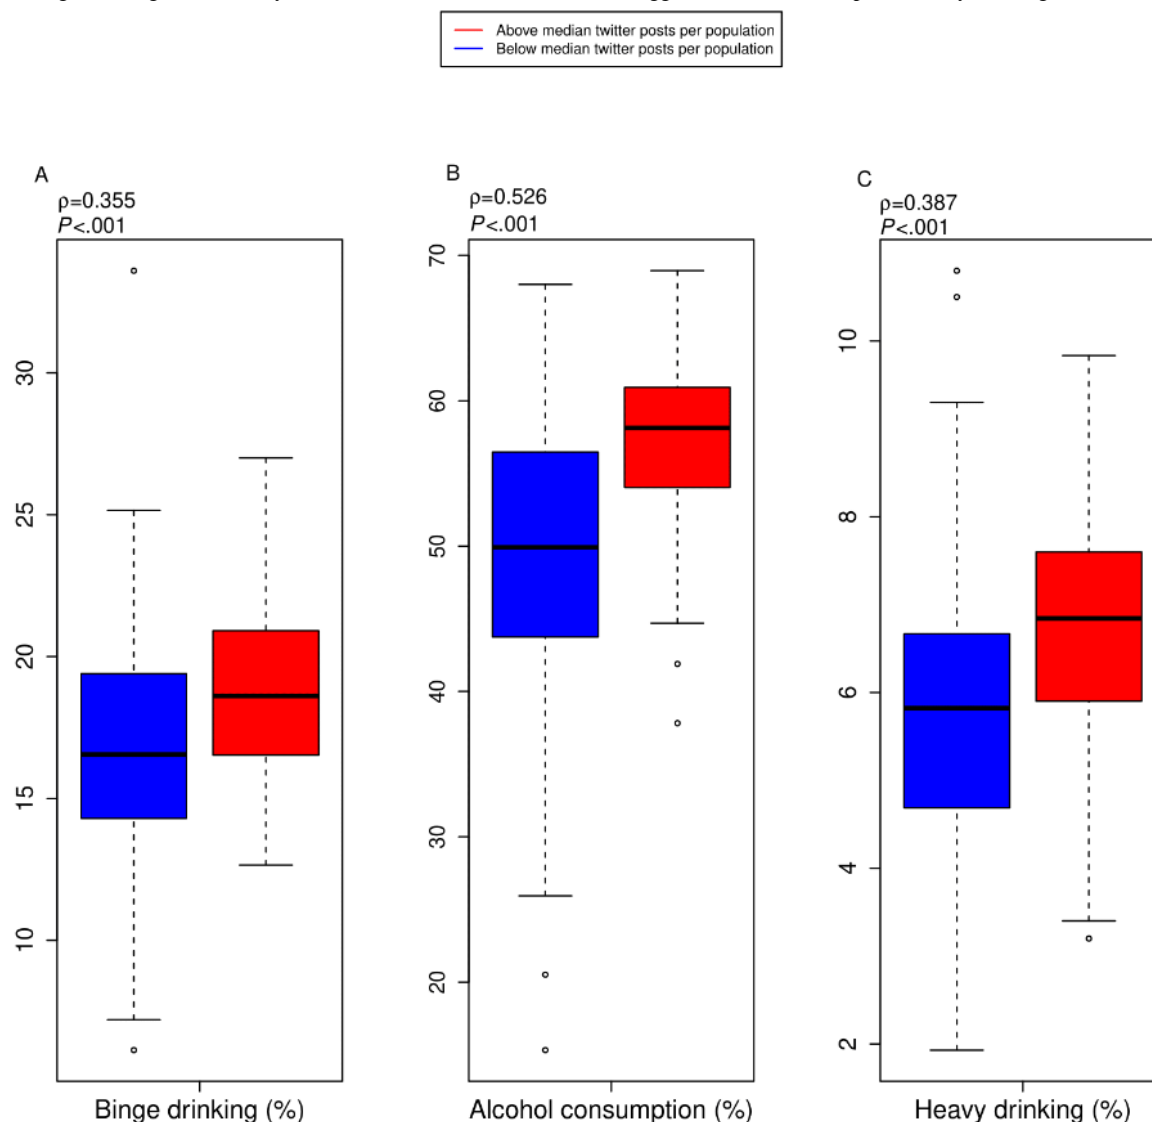 Above median twitter posts per population
Below median twitter posts per population
A
ρ=0.355
P<.001
30
25
20
15
10
Binge drinking (%)
B
ρ=0.526
P<.001
70
60
50
40
30
20
Alcohol consumption (%)
C
ρ=0.387
P<.001
10
8
6
4
2
Heavy drinking (%)